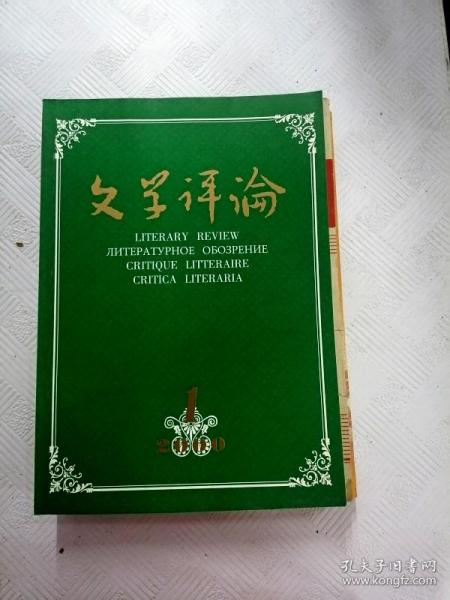 文学评论
LITERARY REVIEW
ЛИТЕРАТУРНОЕ ОБОЗРЕНИЕ
CRITIQUE LITTERAIRE
CRITICA LITERARIA
1
2000
孔夫子旧书网
www.kongfz.com